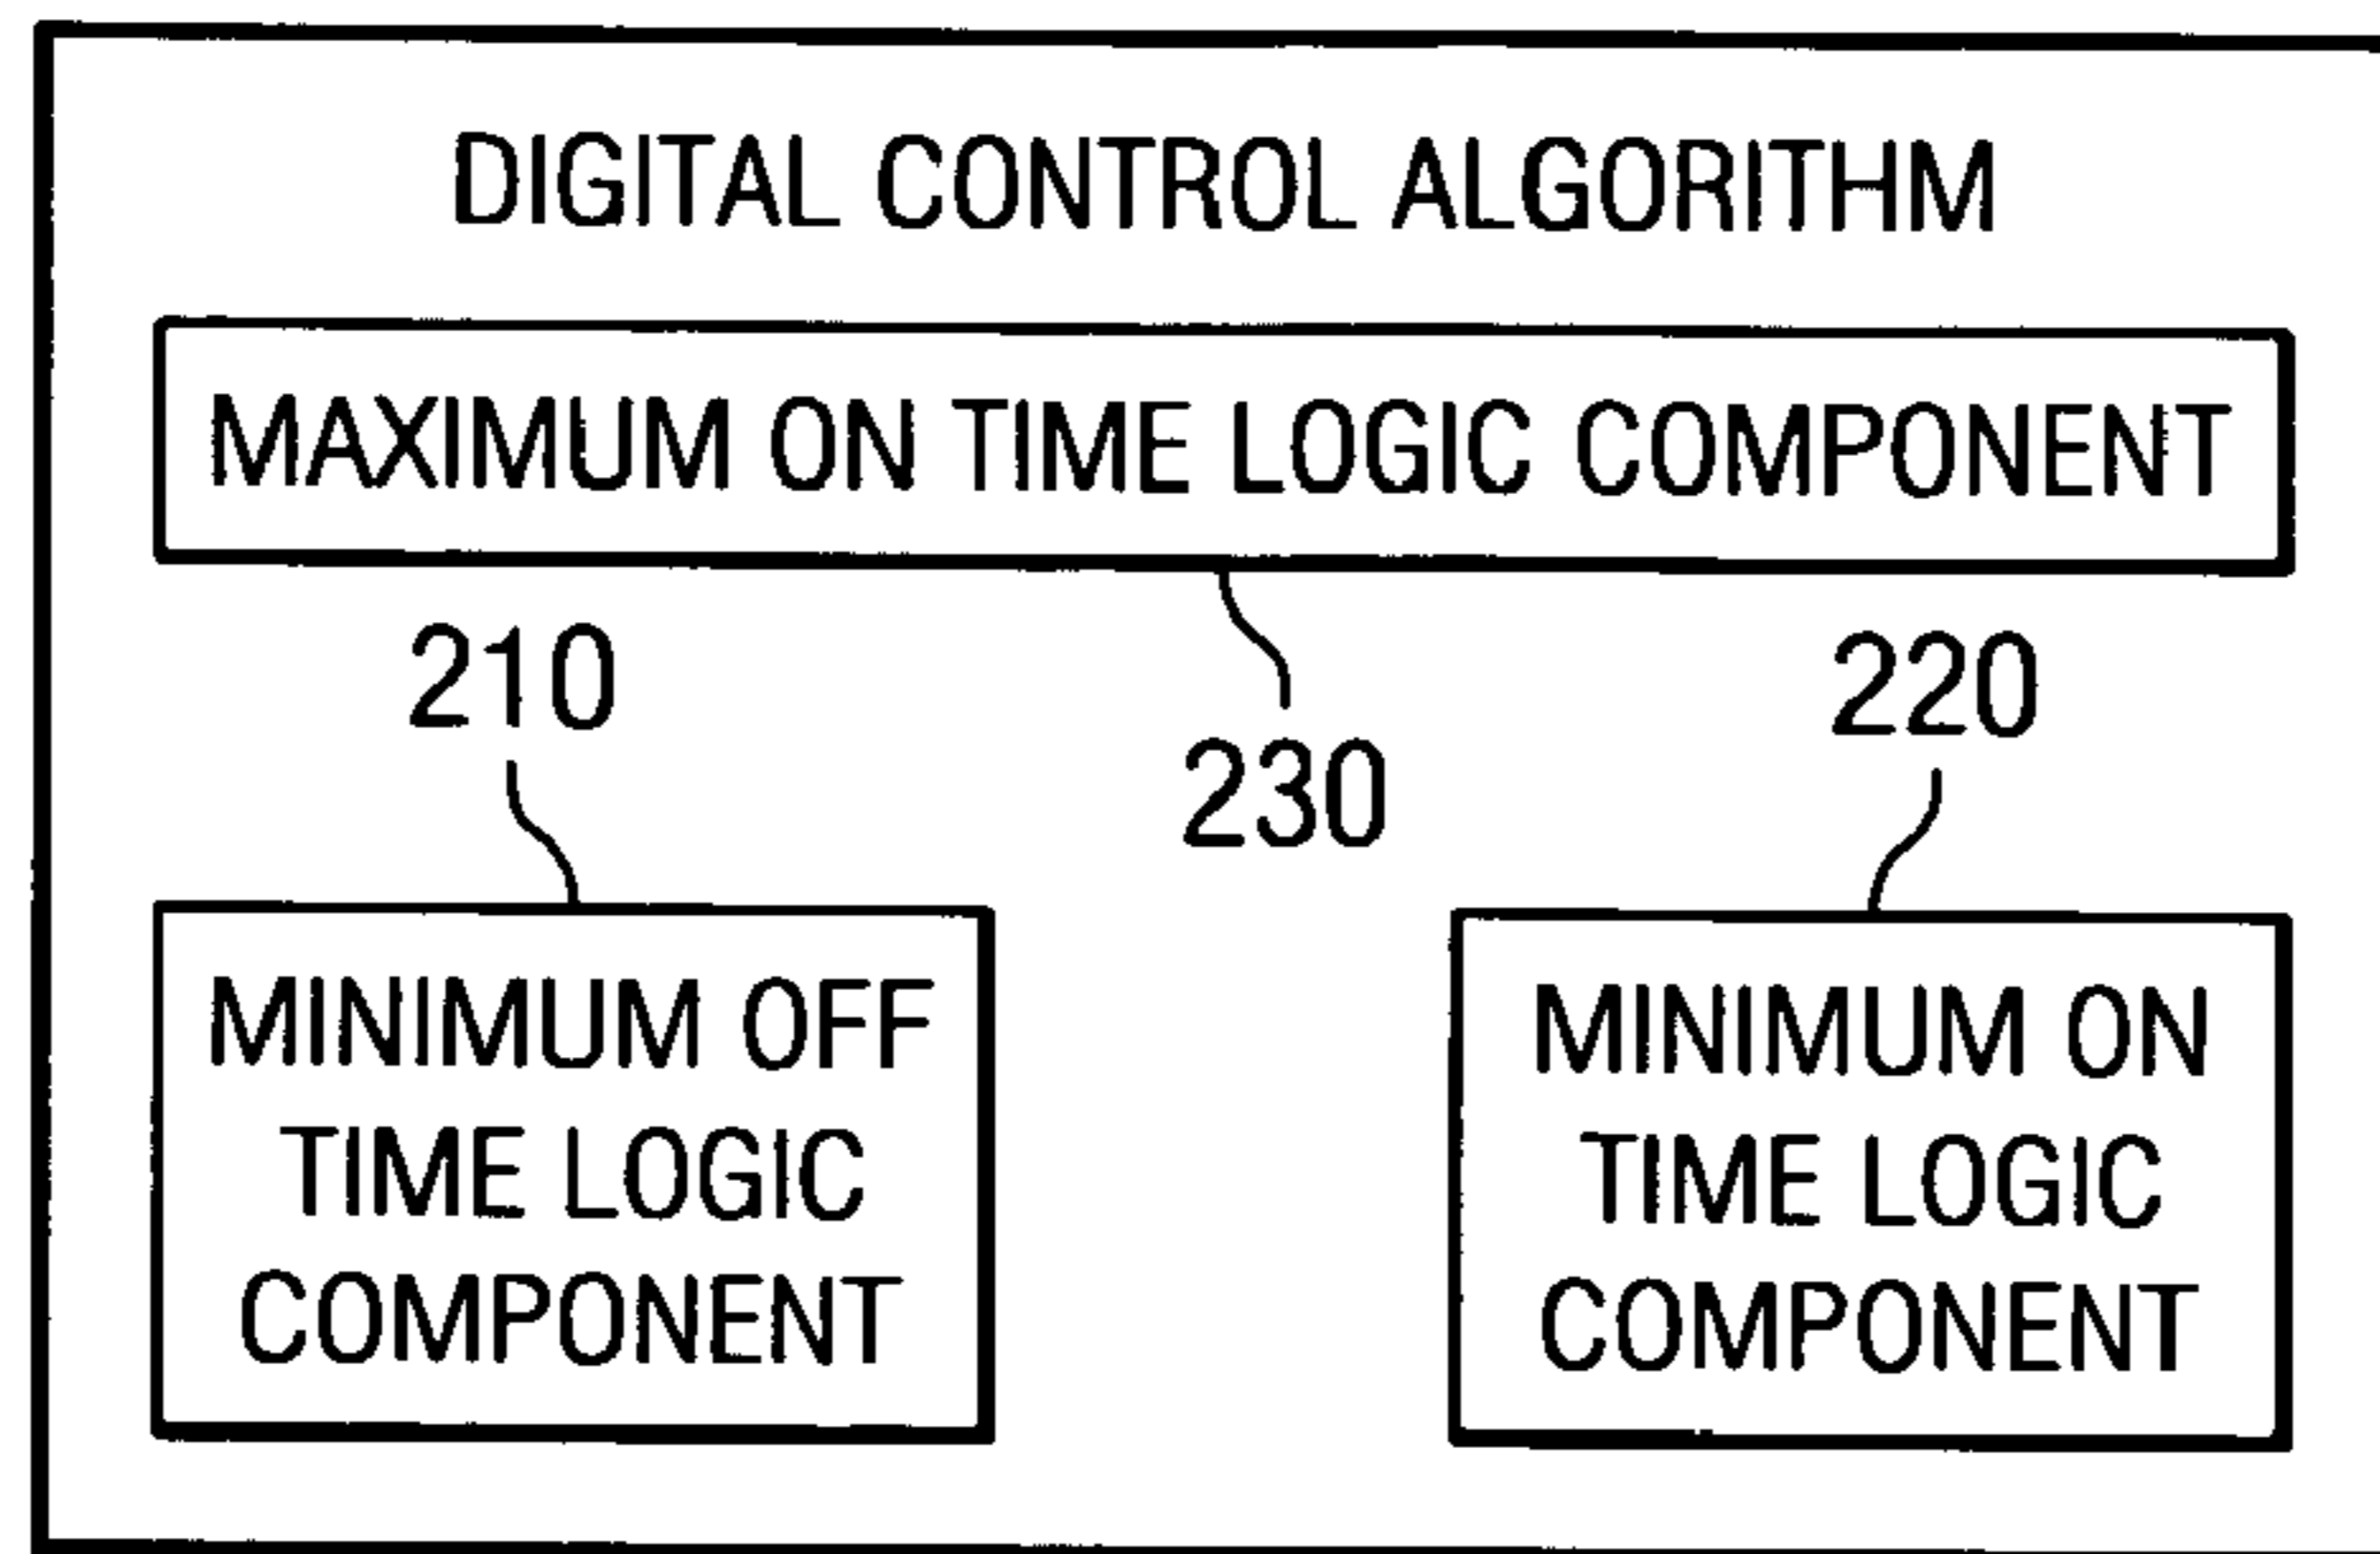 DIGITAL CONTROL ALGORITHM
MAXIMUM ON TIME LOGIC COMPONENT
210
230
220
MINIMUM OFF
TIME LOGIC
COMPONENT
MINIMUM ON
TIME LOGIC
COMPONENT